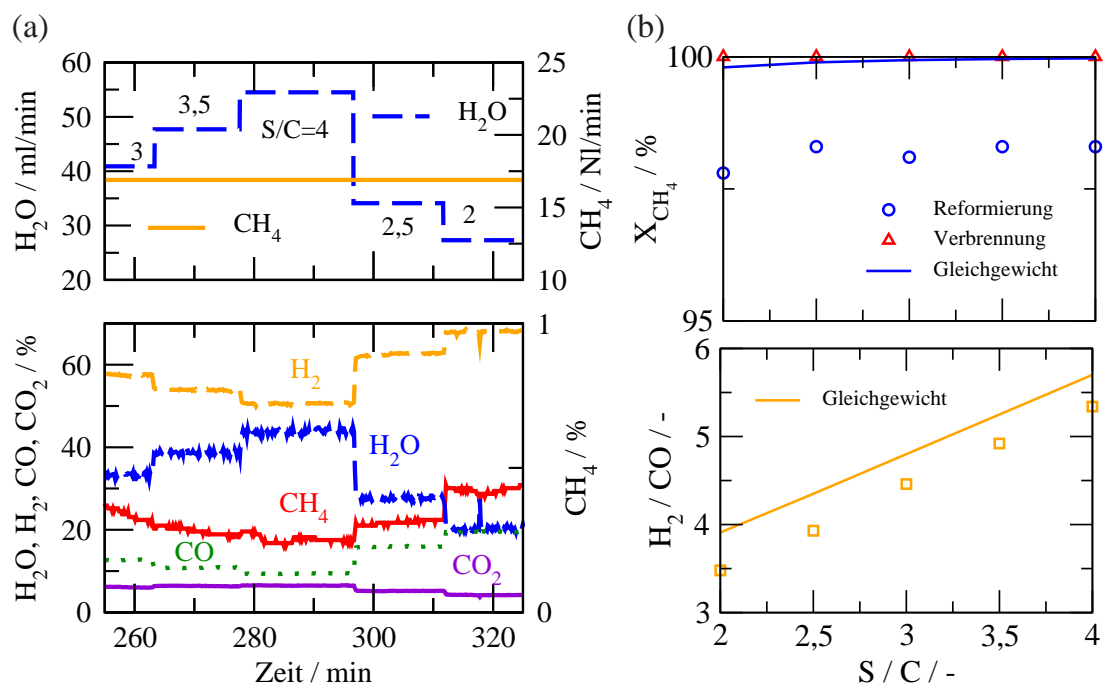 (a)
(b)
60
50
40
30
20
H₂O / ml/min
25
20
15
10
CH₄ / Nl/min
3
3,5
S/C=4
2,5
2
H₂O
CH₄
60
40
20
0
H₂O, H₂, CO, CO₂ / %
1
0
CH₄ / %
H₂
H₂O
CH₄
CO
CO₂
260
280
300
320
Zeit / min
100
95
X_CH₄ / %
Reformierung
Verbrennung
Gleichgewicht
6
5
4
3
H₂ / CO / -
Gleichgewicht
2
2,5
3
3,5
4
S / C / -